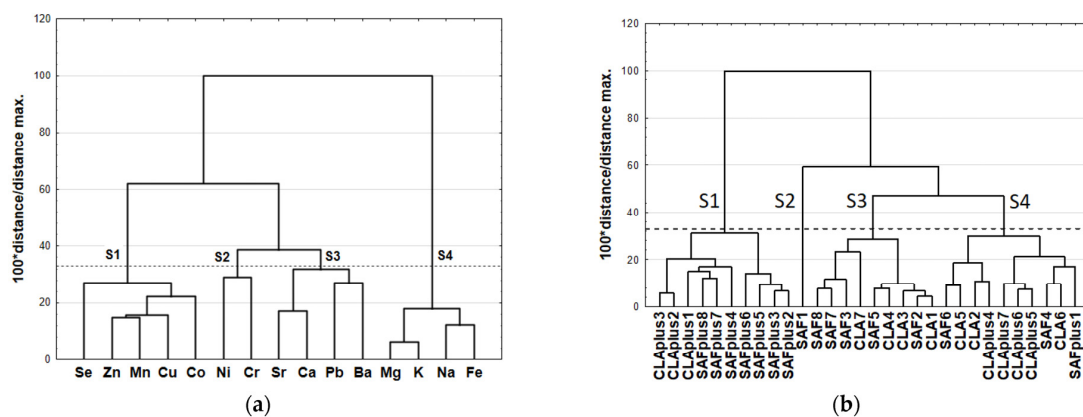 120
100
80
60
40
20
0
100*distance/distance max.
S1
S2
S3
S4
Se Zn Mn Cu Co Ni Cr Sr Ca Pb Ba Mg K Na Fe
(a)
120
100
80
60
40
20
0
100*distance/distance max.
S1
S2
S3
S4
CLAplus3
CLAplus2
CLAplus1
SAFplus8
SAFplus7
SAFplus4
SAFplus6
SAFplus5
SAFplus3
SAFplus2
SAF1
SAF8
SAF7
SAF3
CLA7
SAF5
CLA4
CLA3
SAF2
CLA1
SAF6
CLA5
CLA2
CLAplus4
CLAplus7
CLAplus6
CLAplus5
SAF4
CLA6
SAFplus1
(b)